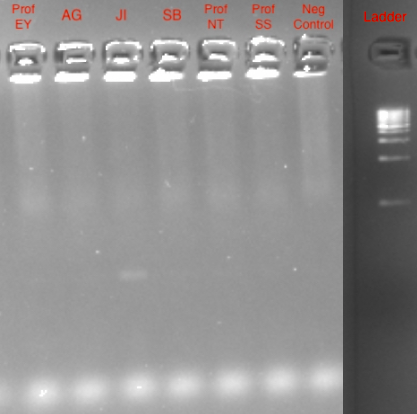 Prof EY
AG
JI
SB
Prof NT
Prof SS
Neg Control
Ladder